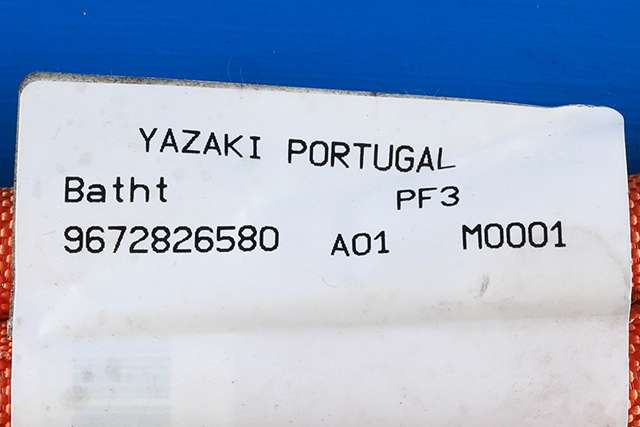 YAZAKI PORTUGAL
Batht PF3
9672826580 A01 M0001